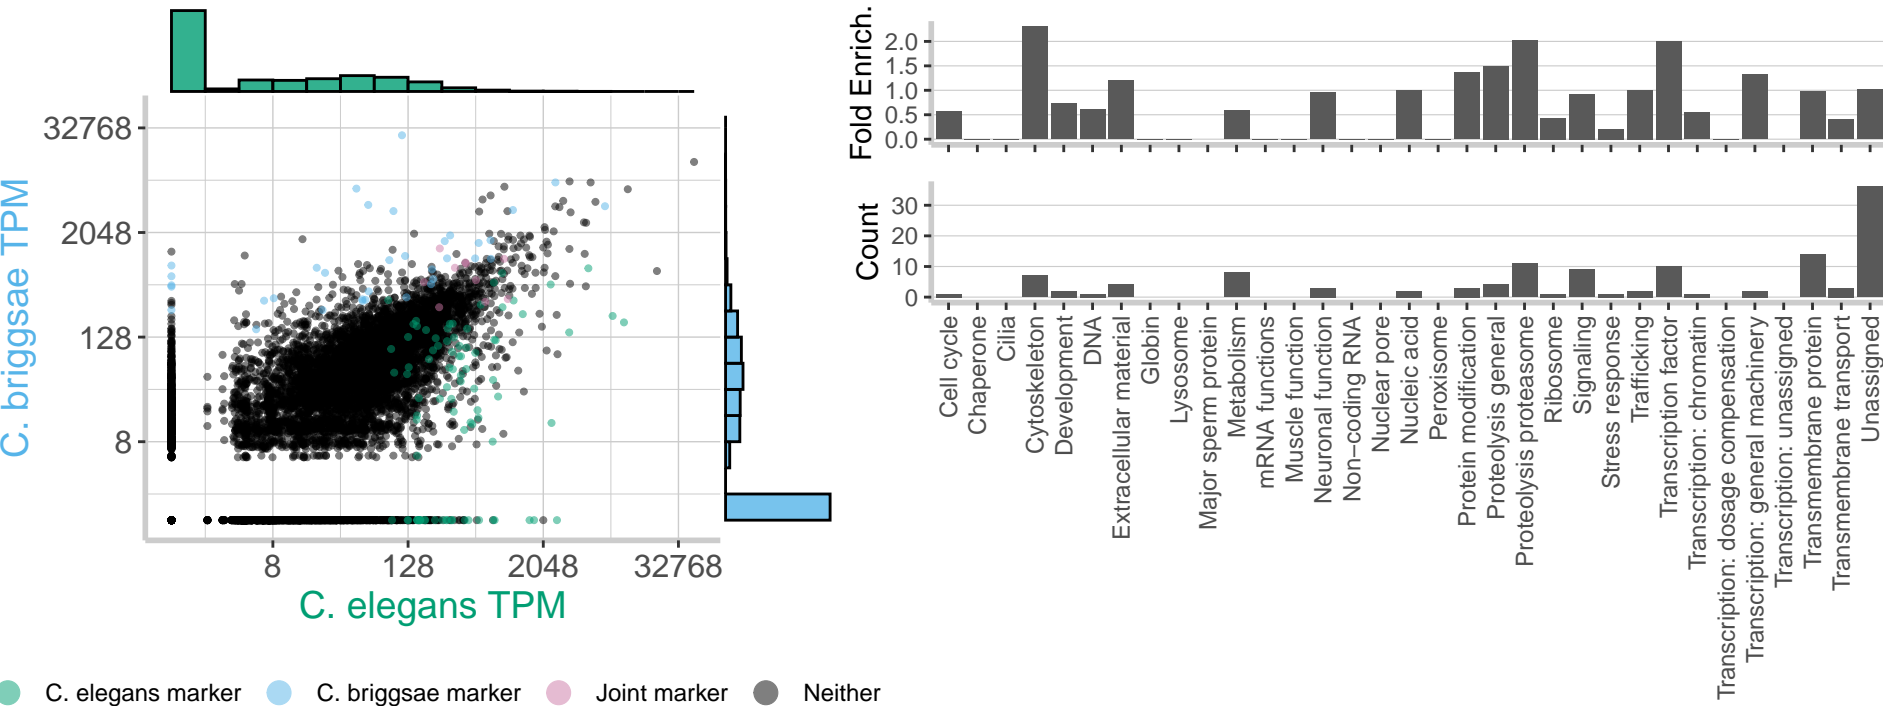 32768
2048
128
8
C. briggsae TPM
8
128
2048
32768
C. elegans TPM
C. elegans marker
C. briggsae marker
Joint marker
Neither
Fold Enrich.
2.0
1.5
1.0
0.5
0.0
Count
30
20
10
0
Cell cycle
Chaperone
Cilia
Cytoskeleton
Development
DNA
Extracellular material
Globin
Lysosome
Major sperm protein
Metabolism
mRNA functions
Muscle function
Neuronal function
Non−coding RNA
Nuclear pore
Nucleic acid
Peroxisome
Protein modification
Proteolysis general
Proteolysis proteasome
Ribosome
Signaling
Stress response
Trafficking
Transcription factor
Transcription: chromatin
Transcription: dosage compensation
Transcription: general machinery
Transcription: unassigned
Transmembrane protein
Transmembrane transport
Unassigned